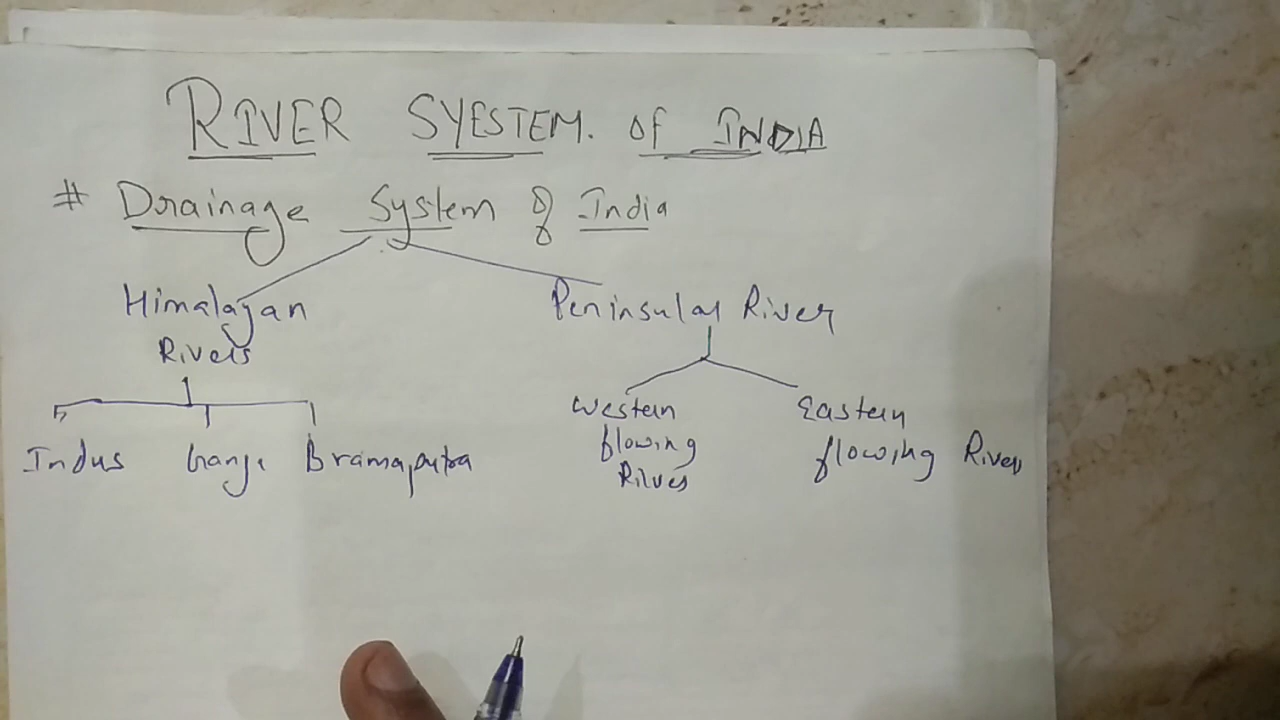 RIVER SYESTEM. OF INDIA
# Drainage System Of India
Himalayan
Rivers
Peninsular River
Indus Ganga Bramaputra
Western
flowing
Rilves
Eastern
flowing River